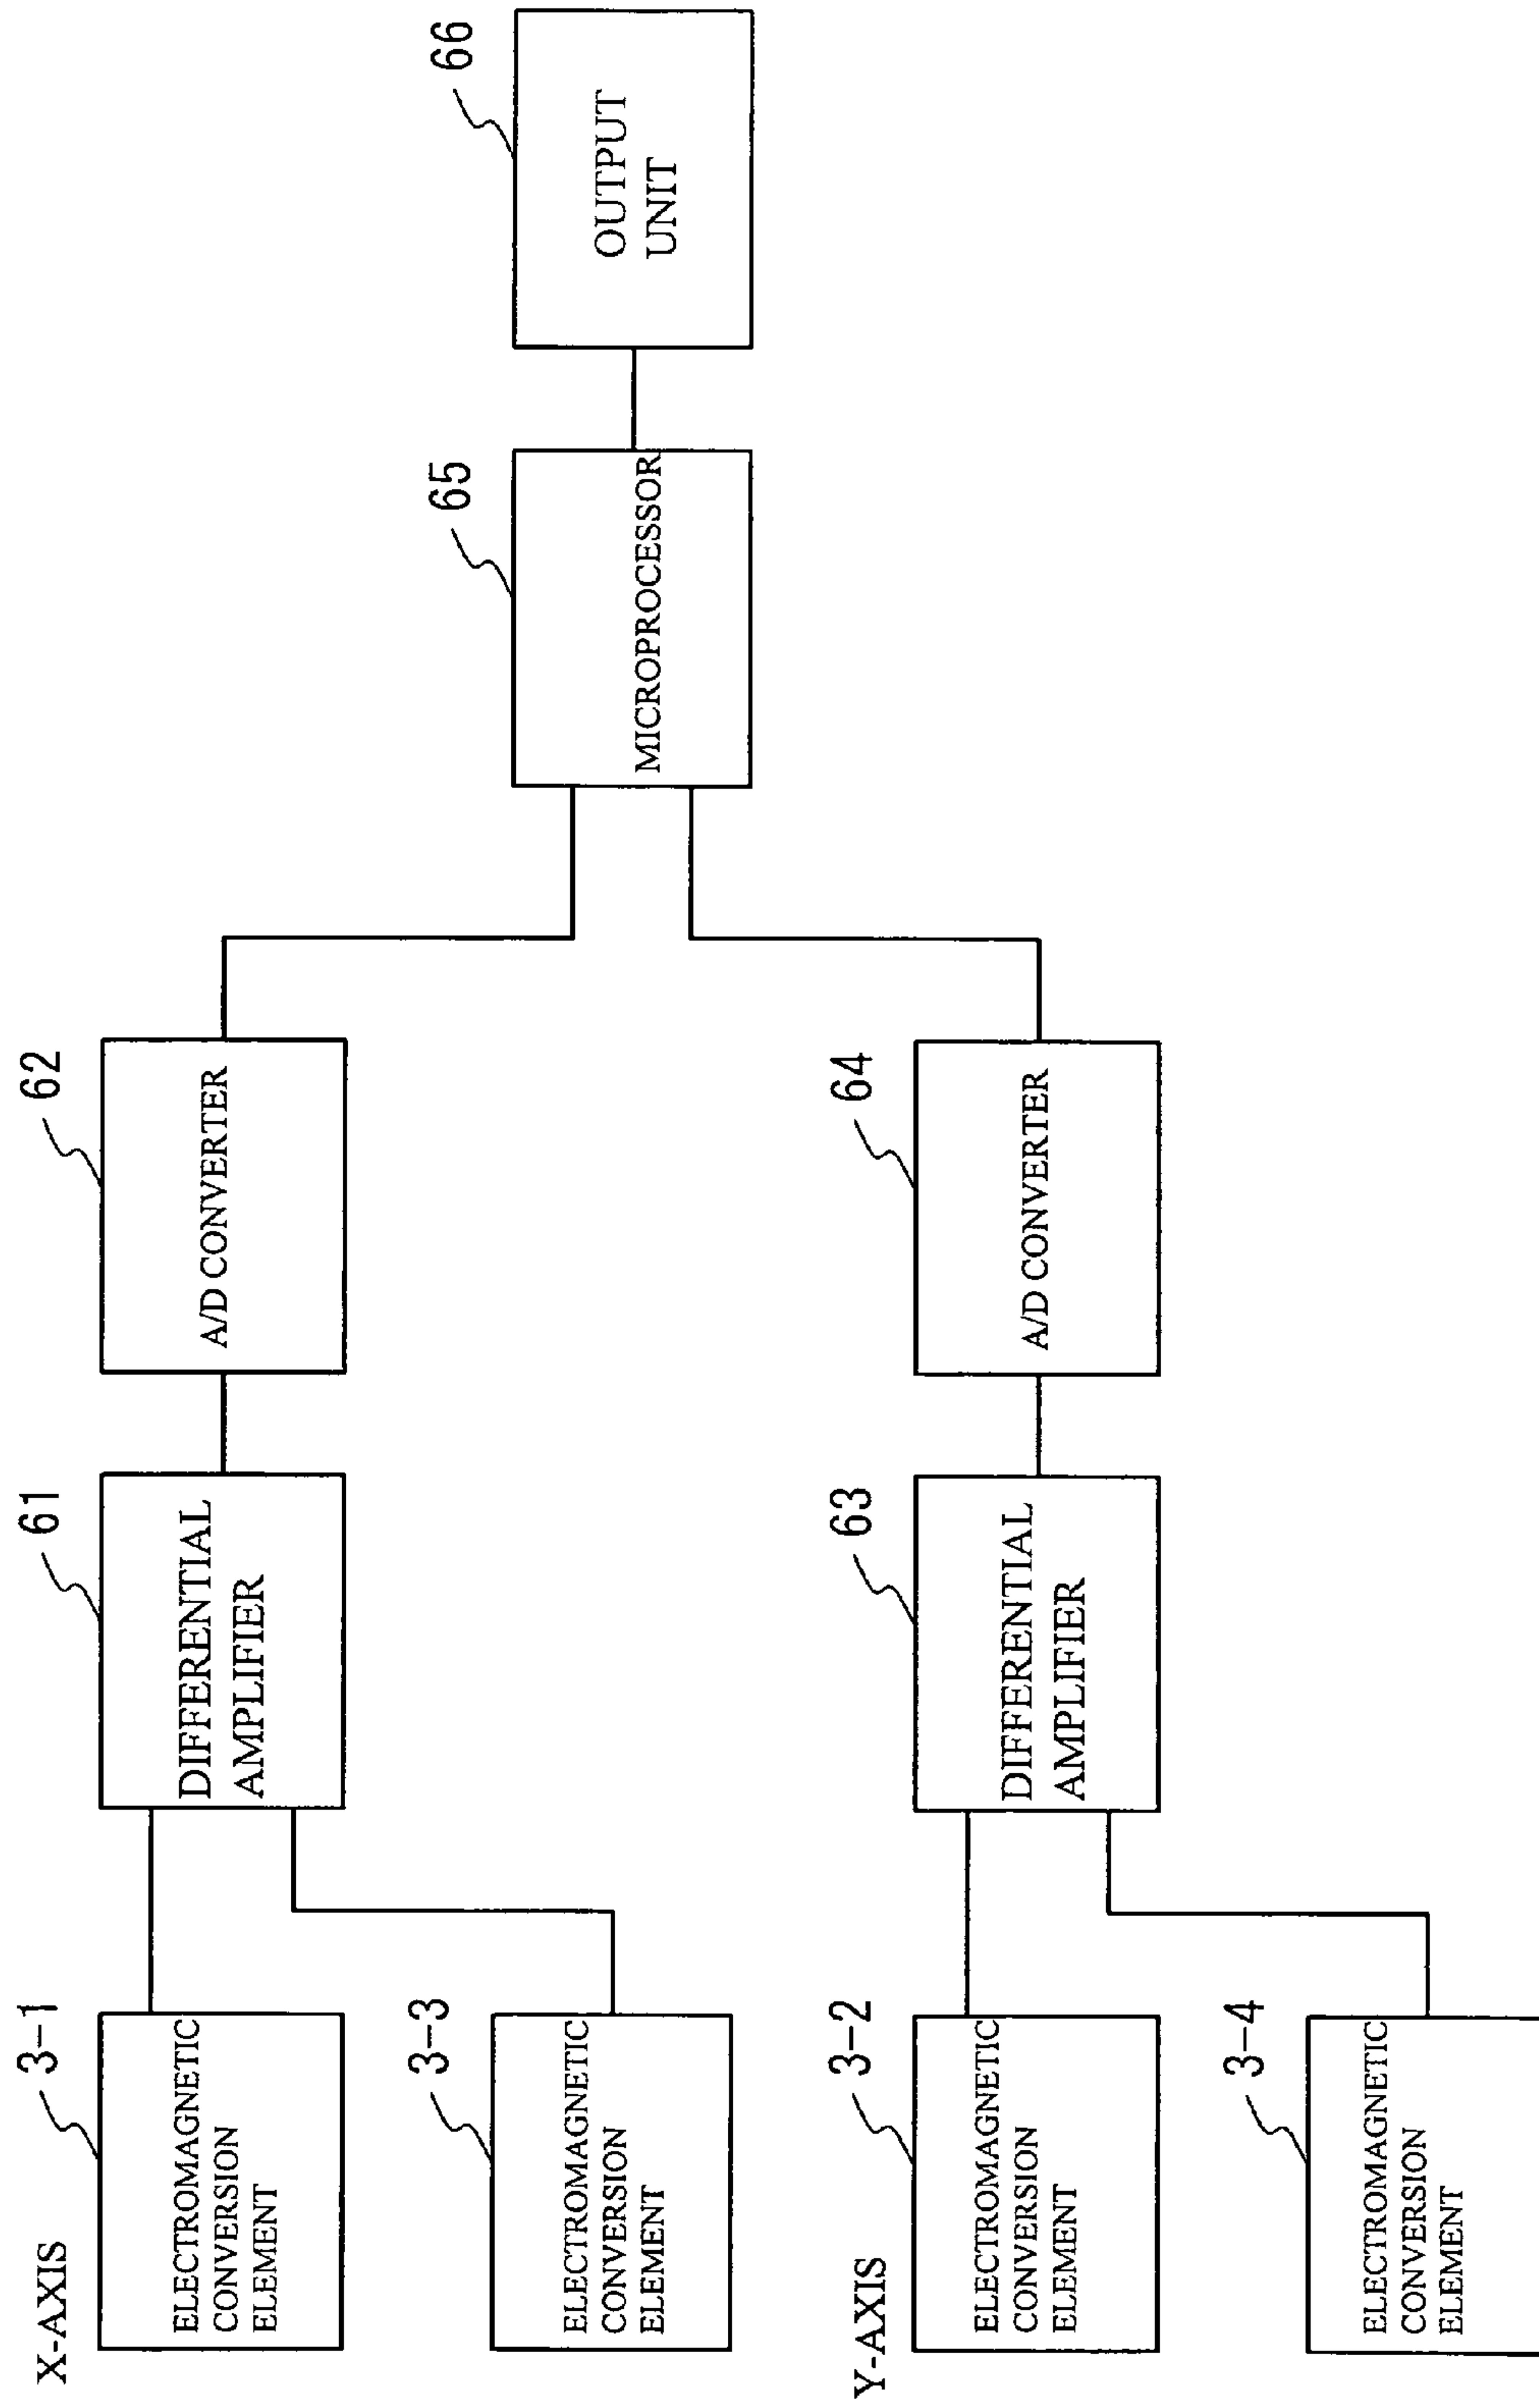 X-AXIS
3-1
ELECTROMAGNETIC
CONVERSION
ELEMENT
61
DIFFERENTIAL
AMPLIFIER
62
A/D CONVERTER
3-3
ELECTROMAGNETIC
CONVERSION
ELEMENT
65
MICROPROCESSOR
66
OUTPUT
UNIT
Y-AXIS
3-2
ELECTROMAGNETIC
CONVERSION
ELEMENT
63
DIFFERENTIAL
AMPLIFIER
64
A/D CONVERTER
3-4
ELECTROMAGNETIC
CONVERSION
ELEMENT